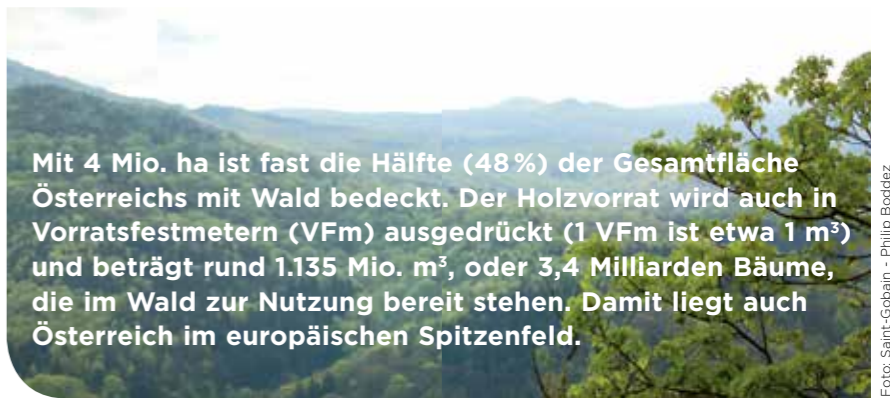 Mit 4 Mio. ha ist fast die Hälfte (48 %) der Gesamtfläche
Österreichs mit Wald bedeckt. Der Holzvorrat wird auch in
Vorratsfestmetern (VFm) ausgedrückt (1 VFm ist etwa 1 m³)
und beträgt rund 1.135 Mio. m³, oder 3,4 Milliarden Bäume,
die im Wald zur Nutzung bereit stehen. Damit liegt auch
Österreich im europäischen Spitzenfeld.
Foto: Saint-Gobain - Philip Boddez